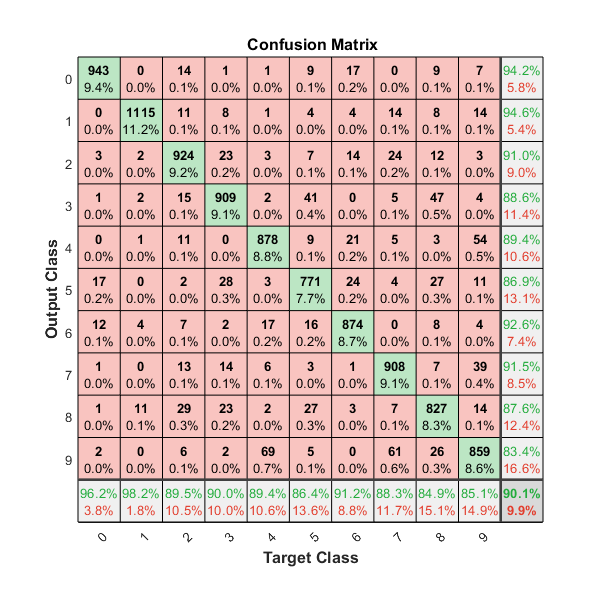 Confusion Matrix
0 943 0 14 1 1 9 17 0 9 7 94.2%
9.4% 0.0% 0.1% 0.0% 0.0% 0.1% 0.2% 0.0% 0.1% 0.1% 5.8%
1 0 1115 11 8 1 4 4 14 8 14 94.6%
0.0% 11.2% 0.1% 0.1% 0.0% 0.0% 0.0% 0.1% 0.1% 0.1% 5.4%
2 3 2 924 23 3 7 14 24 12 3 91.0%
0.0% 0.0% 9.2% 0.2% 0.0% 0.1% 0.1% 0.2% 0.1% 0.0% 9.0%
3 1 2 15 909 2 41 0 5 47 4 88.6%
0.0% 0.0% 0.1% 9.1% 0.0% 0.4% 0.0% 0.1% 0.5% 0.0% 11.4%
4 0 1 11 0 878 9 21 5 3 54 89.4%
0.0% 0.0% 0.1% 0.0% 8.8% 0.1% 0.2% 0.1% 0.0% 0.5% 10.6%
5 17 0 2 28 3 771 24 4 27 11 86.9%
0.2% 0.0% 0.0% 0.3% 0.0% 7.7% 0.2% 0.0% 0.3% 0.1% 13.1%
6 12 4 7 2 17 16 874 0 8 4 92.6%
0.1% 0.0% 0.1% 0.0% 0.2% 0.2% 8.7% 0.0% 0.1% 0.0% 7.4%
7 1 0 13 14 6 3 1 908 7 39 91.5%
0.0% 0.0% 0.1% 0.1% 0.1% 0.0% 0.0% 9.1% 0.1% 0.4% 8.5%
8 1 11 29 23 2 27 3 7 827 14 87.6%
0.0% 0.1% 0.3% 0.2% 0.0% 0.3% 0.0% 0.1% 8.3% 0.1% 12.4%
9 2 0 6 2 69 5 0 61 26 859 83.4%
0.0% 0.0% 0.1% 0.0% 0.7% 0.1% 0.0% 0.6% 0.3% 8.6% 16.6%
96.2% 98.2% 89.5% 90.0% 89.4% 86.4% 91.2% 88.3% 84.9% 85.1% 90.1%
3.8% 1.8% 10.5% 10.0% 10.6% 13.6% 8.8% 11.7% 15.1% 14.9% 9.9%
0 1 2 3 4 5 6 7 8 9
Target Class
Output Class